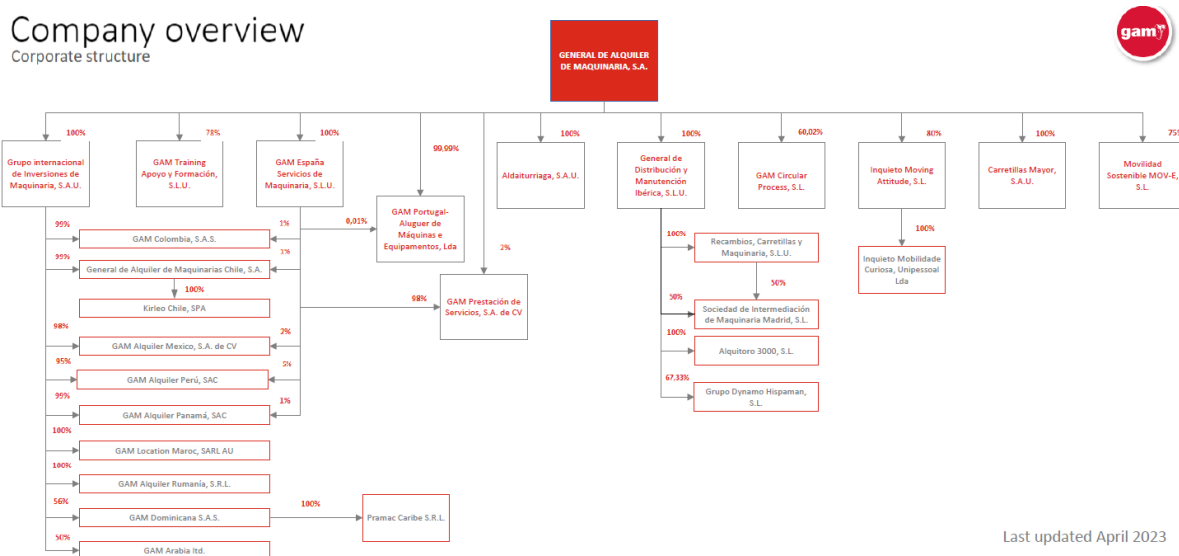 Company overview
Corporate structure
GENERAL DE ALQUILER
DE MAQUINARIA, S.A.
gam
100%
78%
100%
99,99%
100%
100%
60,02%
80%
100%
75%
Grupo internacional
de Inversiones de
Maquinaria, S.A.U.
GAM Training
Apoyo y Formación,
S.L.U.
GAM España
Servicios de
Maquinaria, S.L.U.
GAM Portugal-
Aluguer de
Máquinas e
Equipamentos, Lda
Aldaiturriaga, S.A.U.
General de
Distribución y
Manutención
Ibérica, S.L.U.
GAM Circular
Process, S.L.
Inquieto Moving
Attitude, S.L.
Carretillas Mayor,
S.A.U.
Movilidad
Sostenible MOV-E,
S.L.
99%
GAM Colombia, S.A.S.
1%
0,01%
99%
General de Alquiler de Maquinarias Chile, S.A.
1%
100%
Kirleo Chile, SPA
2%
98%
GAM Prestación de
Servicios, S.A. de CV
98%
GAM Alquiler Mexico, S.A. de CV
2%
95%
GAM Alquiler Perú, SAC
5%
99%
GAM Alquiler Panamá, SAC
1%
100%
GAM Location Maroc, SARL AU
100%
GAM Alquiler Rumanía, S.R.L.
56%
GAM Dominicana S.A.S.
100%
Pramac Caribe S.R.L.
50%
GAM Arabia ltd.
100%
Recambios, Carretillas y
Maquinaria, S.L.U.
50%
50%
Sociedad de Intermediación
de Maquinaria Madrid, S.L.
100%
Alquitoro 3000, S.L.
67.33%
Grupo Dynamo Hispaman,
S.L.
100%
Inquieto Mobilidade
Curiosa, Unipessoal
Lda
Last updated April 2023